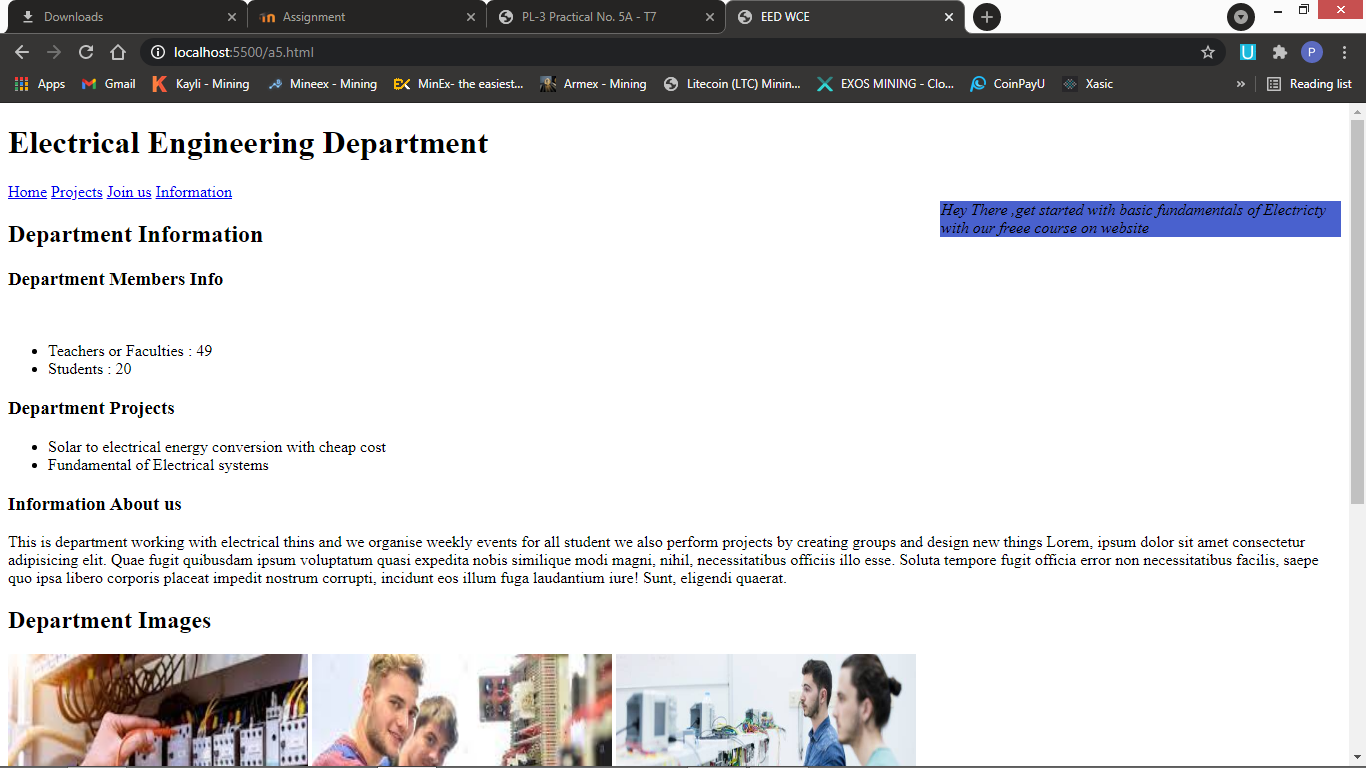 Downloads
Assignment
PL-3 Practical No. 5A - T7
EED WCE
localhost:5500/a5.html
P
Apps
Gmail
Kayli - Mining
Mineex - Mining
MinEx- the easiest...
Armex - Mining
Litecoin (LTC) Minin...
EXOS MINING - Clo...
CoinPayU
Xasic
»
Reading list
Electrical Engineering Department
Home Projects Join us Information
Hey There ,get started with basic fundamentals of Electricty
with our freee course on website
Department Information
Department Members Info
Teachers or Faculties : 49
Students : 20
Department Projects
Solar to electrical energy conversion with cheap cost
Fundamental of Electrical systems
Information About us
This is department working with electrical thins and we organise weekly events for all student we also perform projects by creating groups and design new things Lorem, ipsum dolor sit amet consectetur
adipisicing elit. Quae fugit quibusdam ipsum voluptatum quasi expedita nobis similique modi magni, nihil, necessitatibus officiis illo esse. Soluta tempore fugit officia error non necessitatibus facilis, saepe
quo ipsa libero corporis placeat impedit nostrum corrupti, incidunt eos illum fuga laudantium iure! Sunt, eligendi quaerat.
Department Images